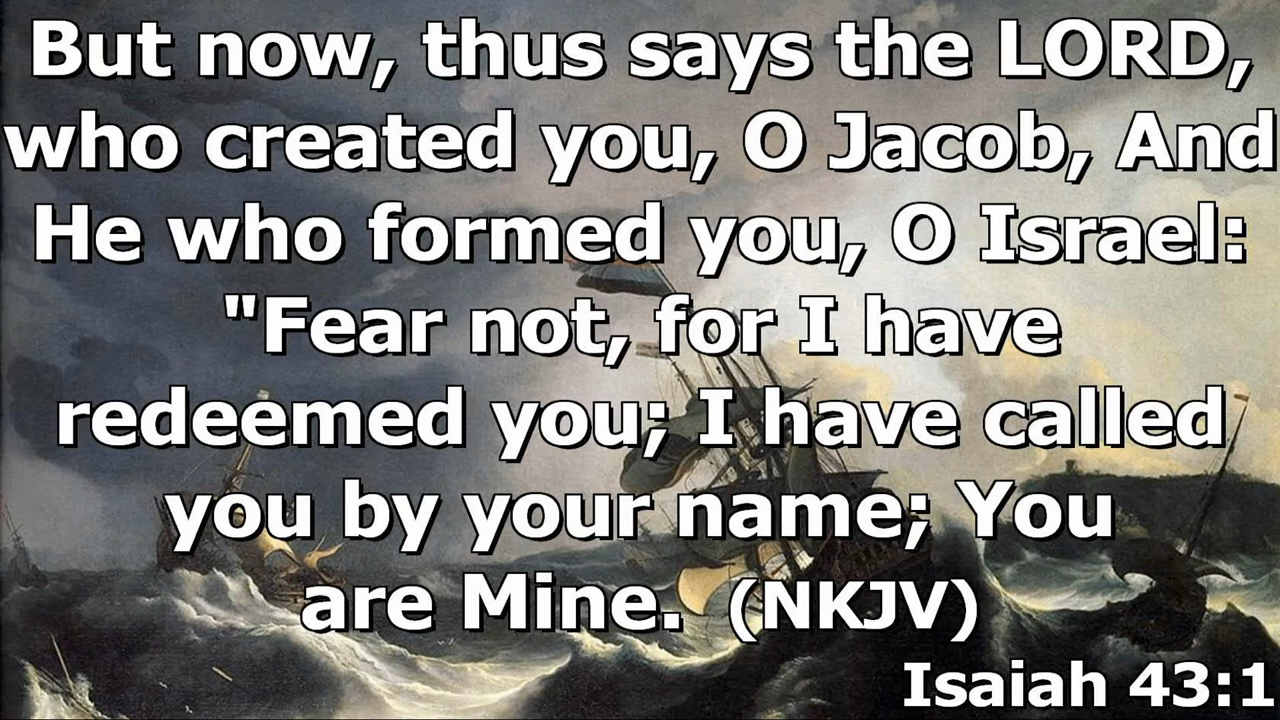 But now, thus says the LORD,
who created you, O Jacob, And
He who formed you, O Israel:
"Fear not, for I have
redeemed you; I have called
you by your name; You
are Mine. (NKJV)
Isaiah 43:1